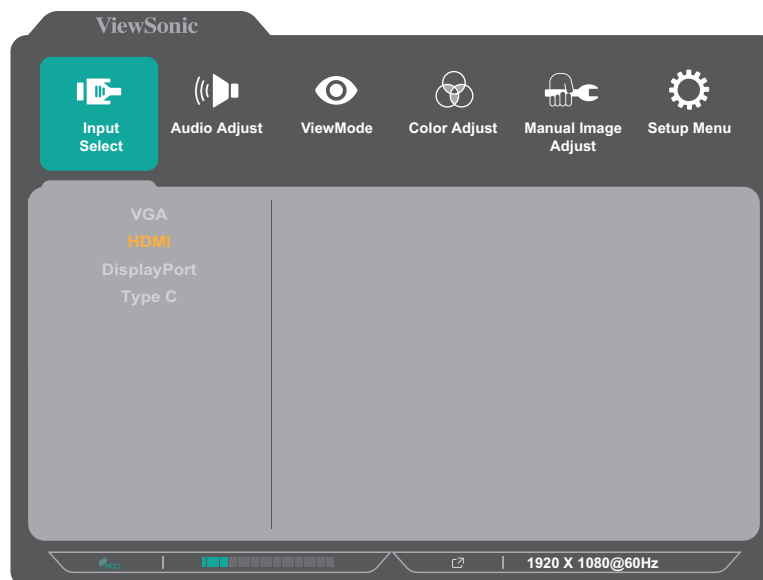 ViewSonic
Input
Select
Audio Adjust
ViewMode
Color Adjust
Manual Image
Adjust
Setup Menu
VGA
HDMI
DisplayPort
Type C
eco
1920 X 1080@60Hz